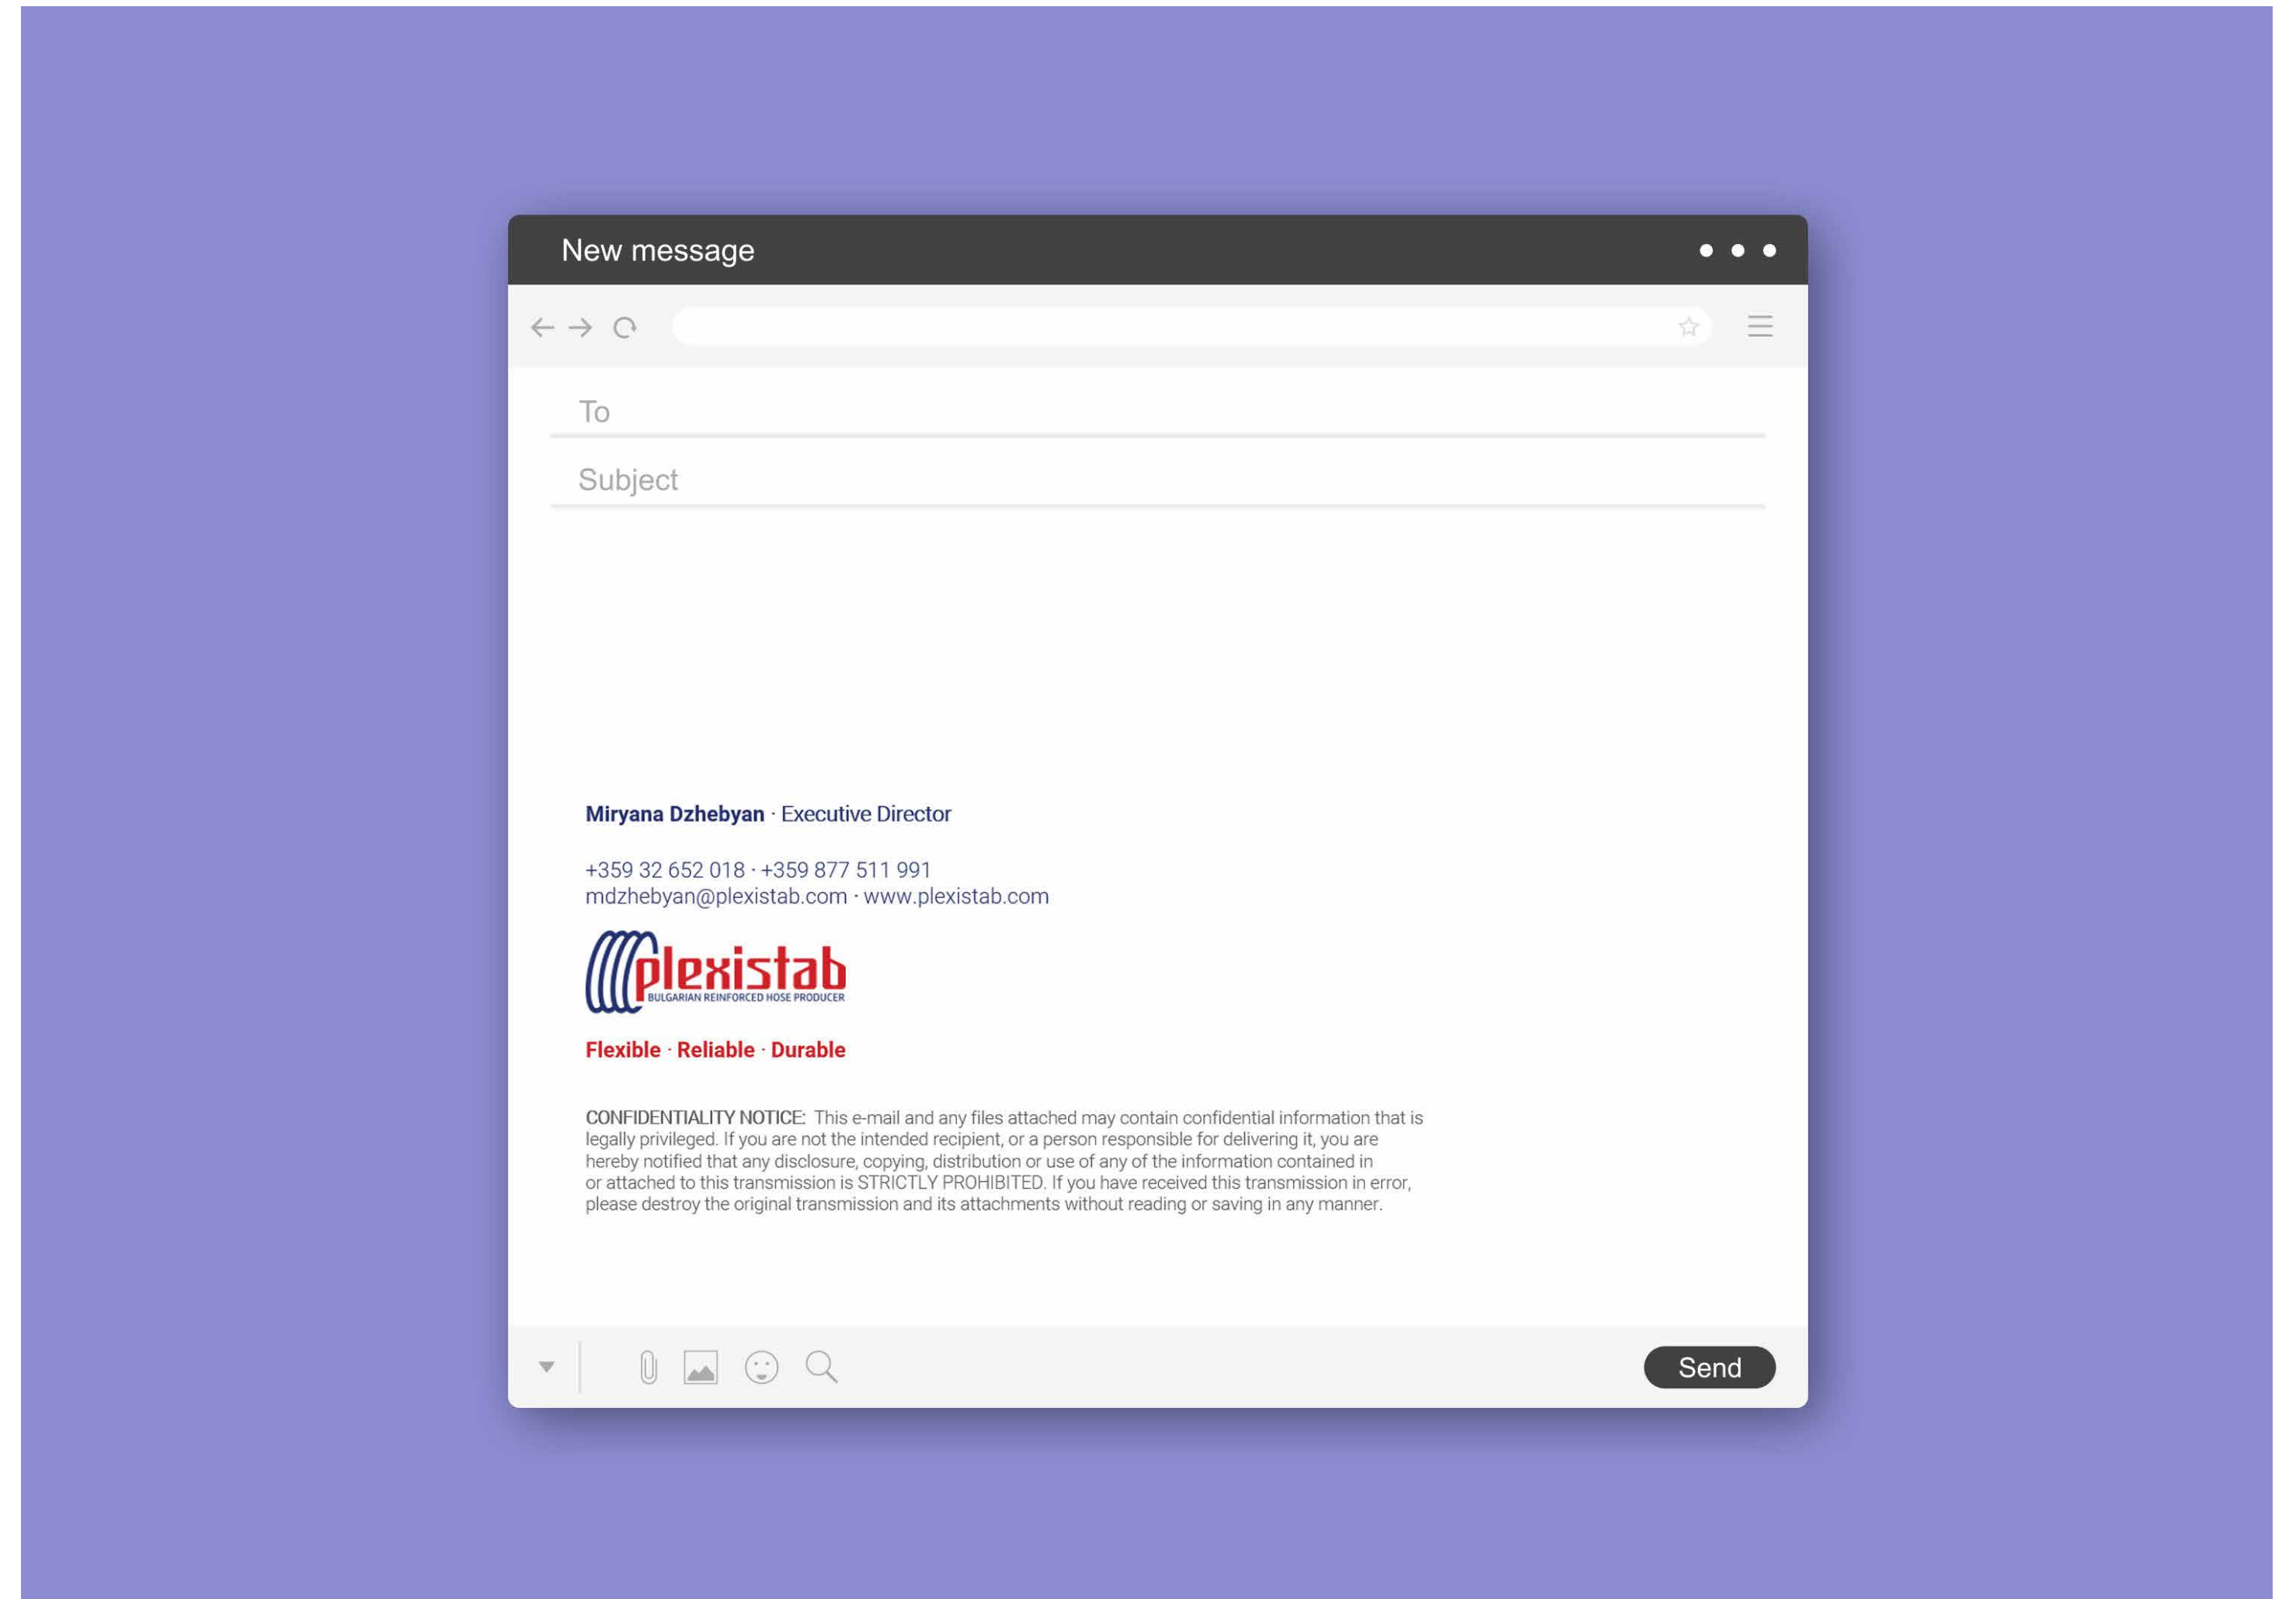 New message
To
Subject
Miryana Dzhebyan · Executive Director
+359 32 652 018 · +359 877 511 991
mdzhebyan@plexistab.com · www.plexistab.com
plexistab
BULGARIAN REINFORCED HOSE PRODUCER
Flexible · Reliable · Durable
CONFIDENTIALITY NOTICE: This e-mail and any files attached may contain confidential information that is
legally privileged. If you are not the intended recipient, or a person responsible for delivering it, you are
hereby notified that any disclosure, copying, distribution or use of any of the information contained in
or attached to this transmission is STRICTLY PROHIBITED. If you have received this transmission in error,
please destroy the original transmission and its attachments without reading or saving in any manner.
Send